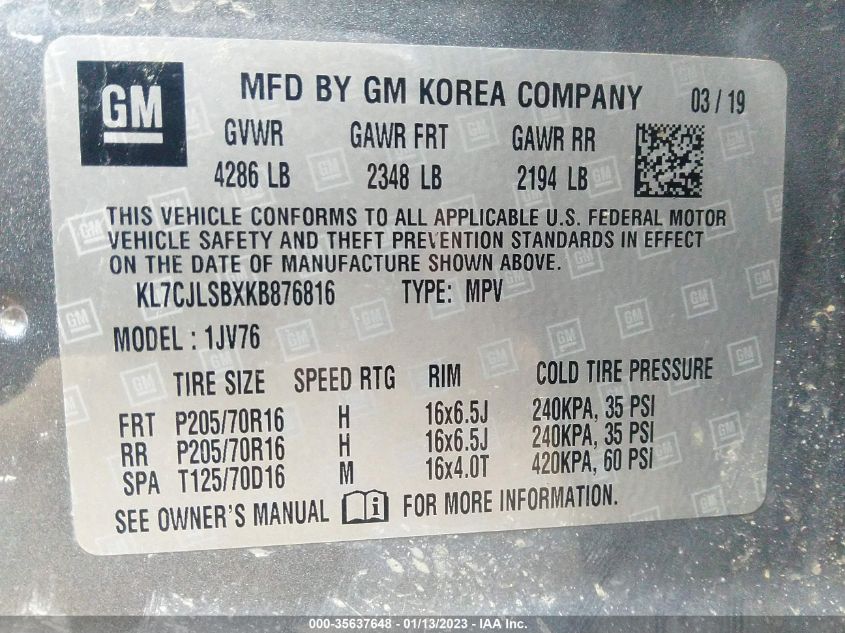 GM
MFD BY GM KOREA COMPANY 03 / 19
GVWR GAWR FRT GAWR RR
4286 LB 2348 LB 2194 LB
THIS VEHICLE CONFORMS TO ALL APPLICABLE U.S. FEDERAL MOTOR
VEHICLE SAFETY AND THEFT PREVENTION STANDARDS IN EFFECT
ON THE DATE OF MANUFACTURE SHOWN ABOVE.
KL7CJLSBXKB876816 TYPE: MPV
MODEL : 1JV76
TIRE SIZE SPEED RTG RIM COLD TIRE PRESSURE
FRT P205/70R16 H 16x6.5J 240KPA, 35 PSI
RR P205/70R16 H 16x6.5J 240KPA, 35 PSI
SPA T125/70D16 M 16x4.0T 420KPA, 60 PSI
SEE OWNER'S MANUAL FOR MORE INFORMATION.
000-35637648 - 01/13/2023 - IAA Inc.